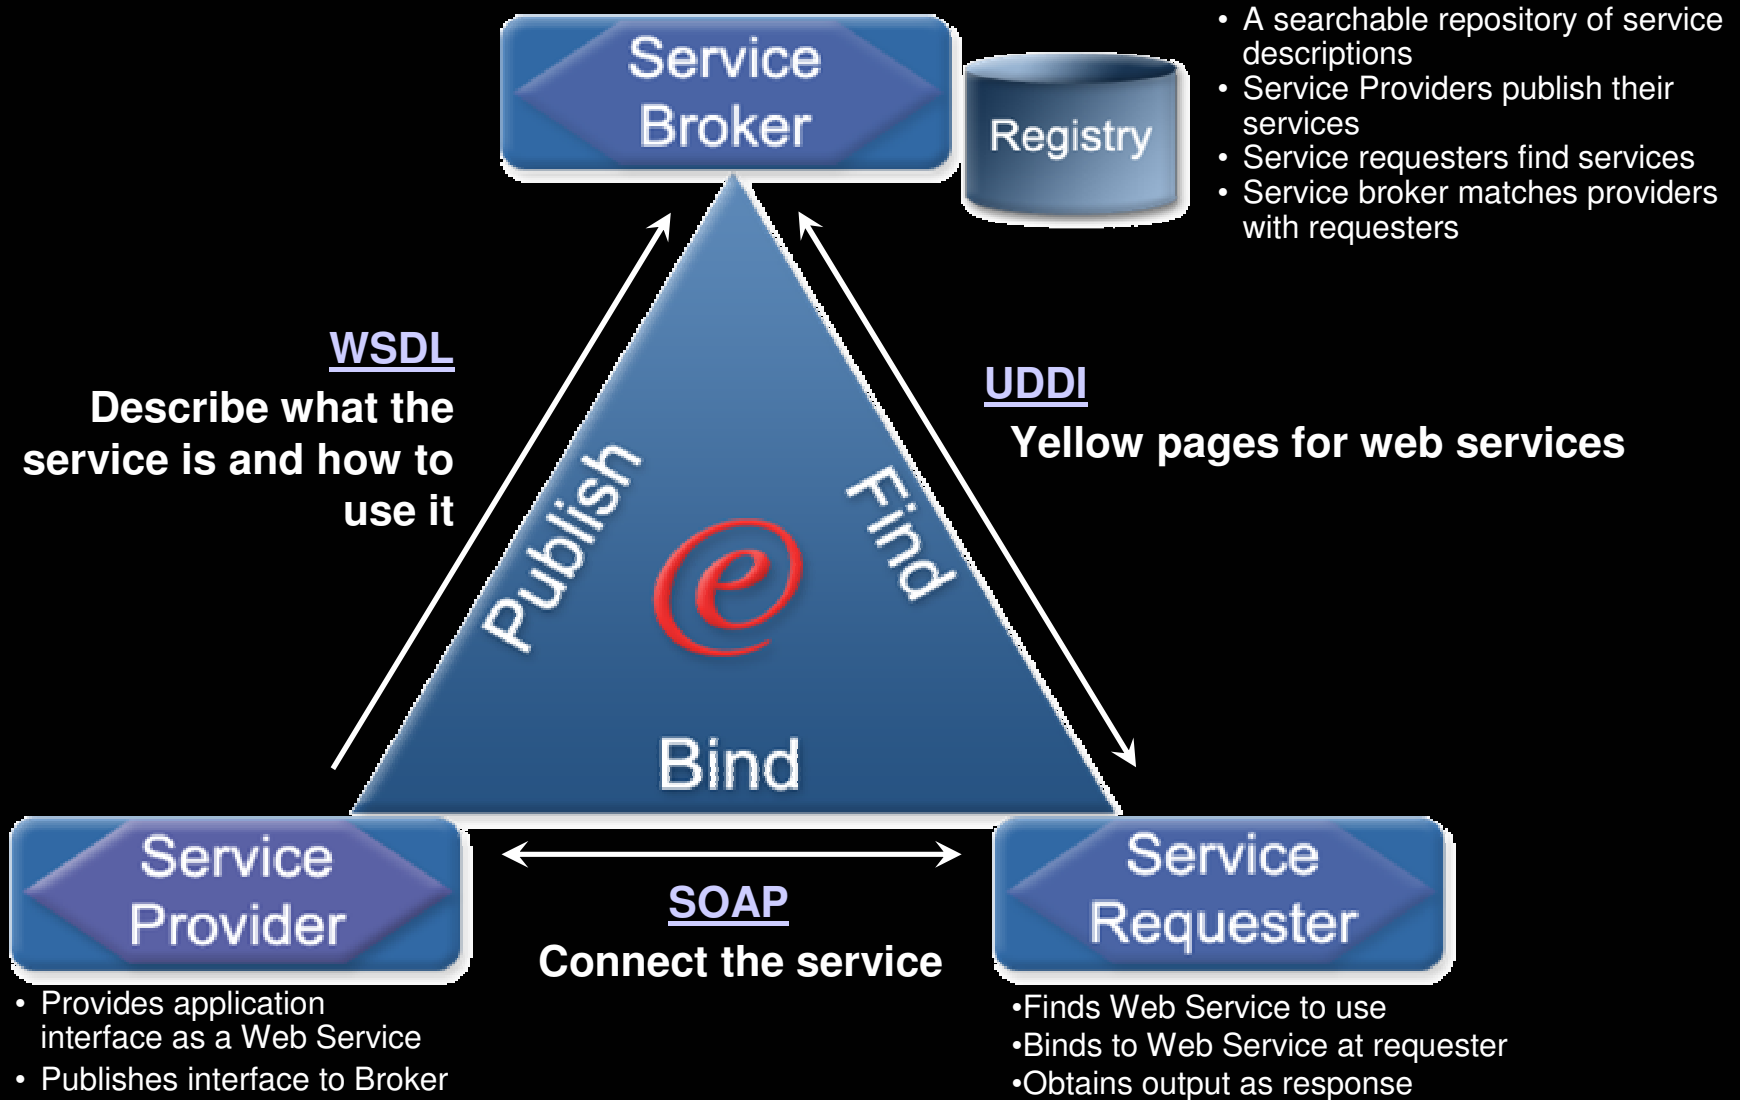 Service
Broker
Registry
• A searchable repository of service
descriptions
• Service Providers publish their
services
• Service requesters find services
• Service broker matches providers
with requesters
WSDL
Describe what the
service is and how to
use it
UDDI
Yellow pages for web services
Publish
Find
e
Bind
Service
Provider
SOAP
Connect the service
Service
Requester
• Provides application
interface as a Web Service
• Publishes interface to Broker
•Finds Web Service to use
•Binds to Web Service at requester
•Obtains output as response